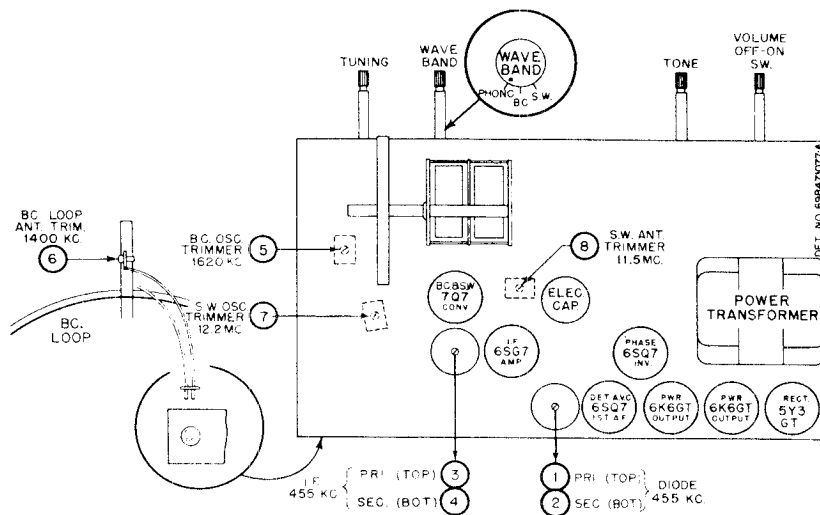 TUNING
WAVE
BAND
WAVE
BAND
PHONO
BC
S.W.
TONE
VOLUME
OFF-ON
SW.
DET. NO. 69BA71077-A
BC. LOOP
ANT. TRIM.
1400 KC.
6
BC.
LOOP
B.C. OSC.
TRIMMER
1620 KC
5
S.W. OSC.
TRIMMER
12.2 MC
7
8
S.W. ANT.
TRIMMER
11.5 MC.
BC&SW
7Q7
CONV.
ELEC.
CAP.
POWER
TRANSFORMER
I.F.
6SG7
AMP.
PHASE
6SQ7
INV.
DET AVC
6SQ7
1ST A.F.
PWR
6K6GT
OUTPUT
PWR
6K6GT
OUTPUT
RECT.
5Y3
GT
I.F.
455 KC
PRI. (TOP) 3
SEC. (BOT) 4
1 PRI (TOP)
2 SEC (BOT)
DIODE
455 KC.